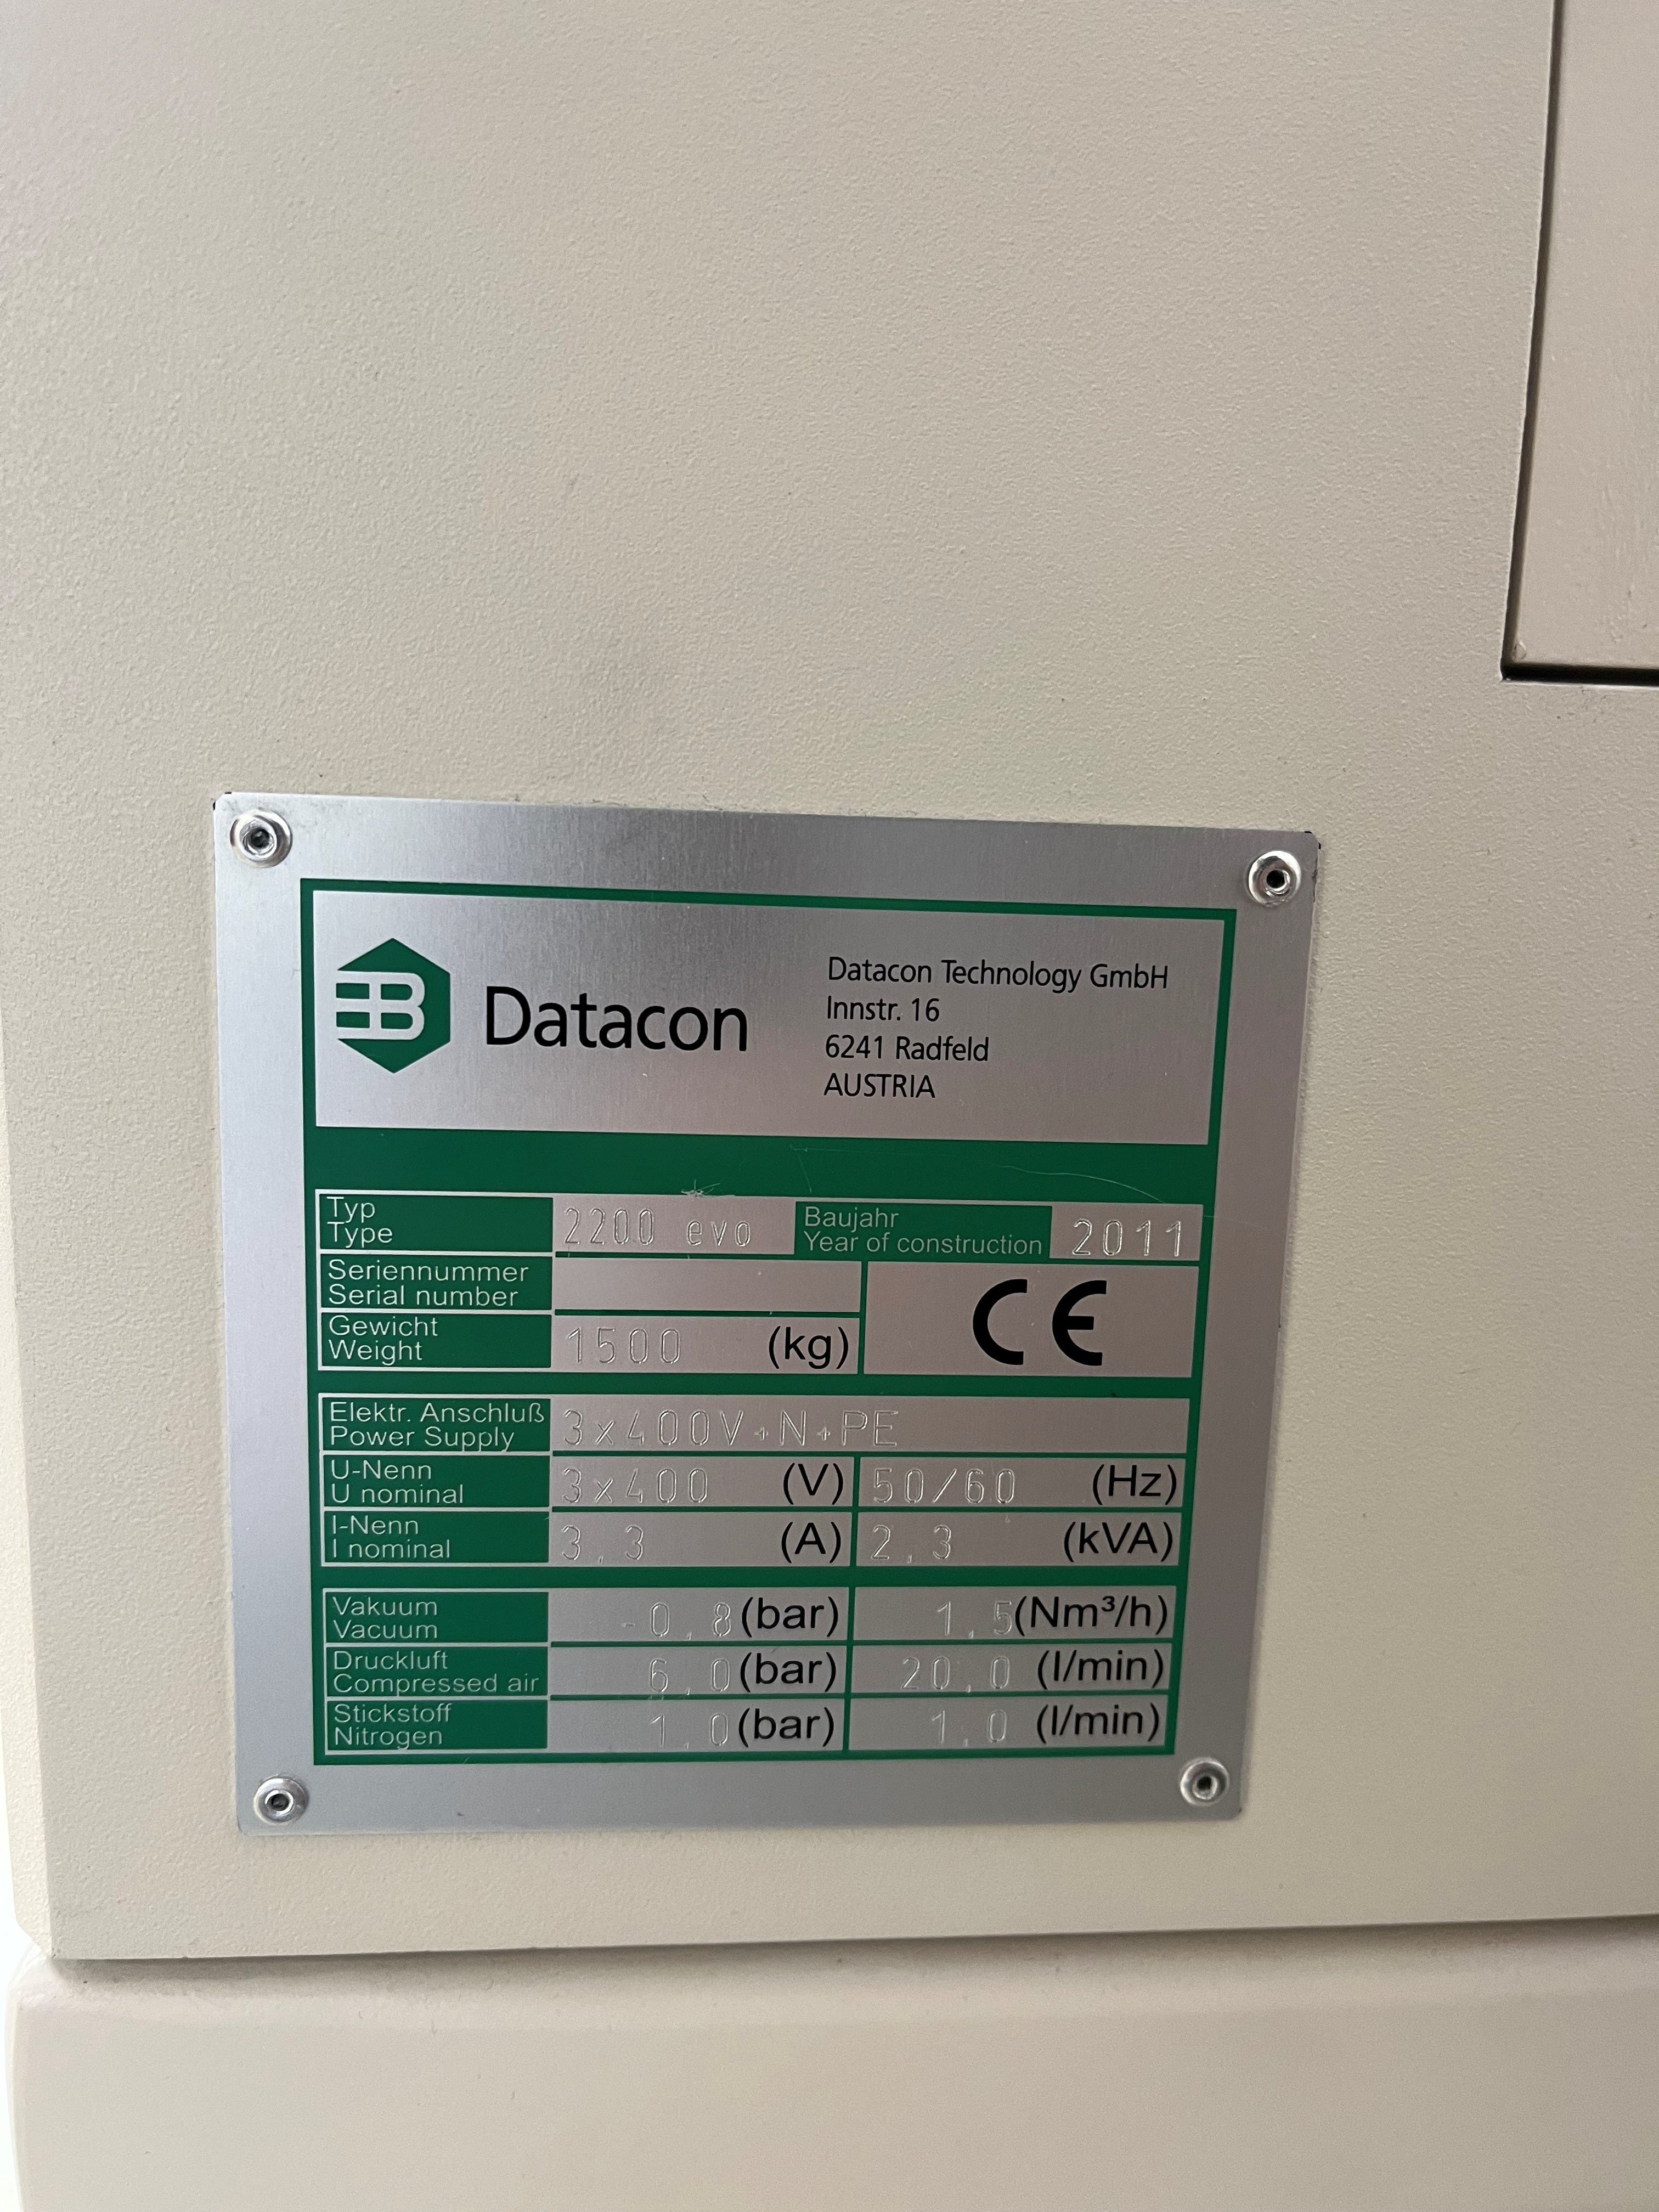 Datacon
Datacon Technology GmbH
Innstr. 16
6241 Radfeld
AUSTRIA
Typ
Type
2200 evo
Baujahr
Year of construction
2011
Seriennummer
Serial number
CE
Gewicht
Weight
1500 (kg)
Elektr. Anschluß
Power Supply
3x400V+N+PE
U-Nenn
U nominal
3x400 (V)
50/60 (Hz)
I-Nenn
I nominal
3,3 (A)
2,3 (kVA)
Vakuum
Vacuum
-0,8 (bar)
1,5 (Nm³/h)
Druckluft
Compressed air
6,0 (bar)
20,0 (l/min)
Stickstoff
Nitrogen
1,0 (bar)
1,0 (l/min)